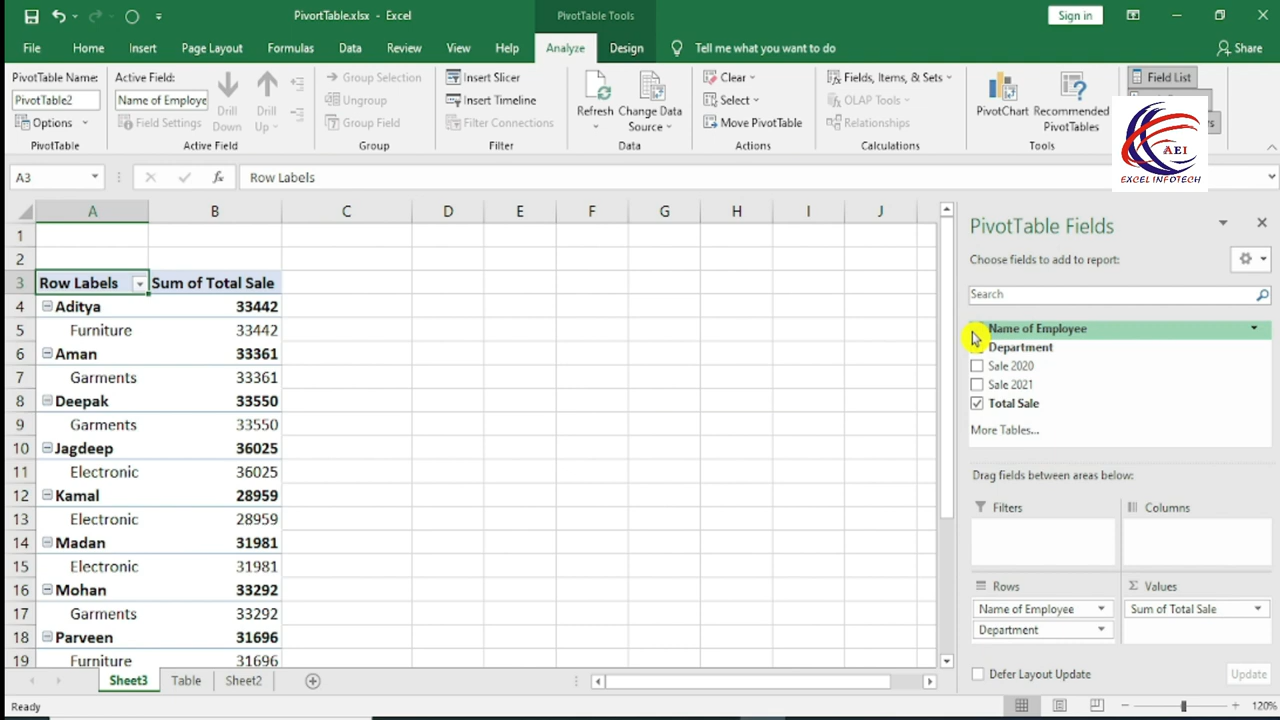 PivortTable.xlsx - Excel
PivotTable Tools
Sign in
File Home Insert Page Layout Formulas Data Review View Help Analyze Design Tell me what you want to do Share
PivotTable Name:
PivotTable2
Options
PivotTable
Active Field:
Name of Employe
Field Settings
Drill Down
Drill Up
Active Field
Group Selection
Ungroup
Group Field
Group
Insert Slicer
Insert Timeline
Filter Connections
Filter
Refresh
Change Data Source
Data
Clear
Select
Move PivotTable
Actions
Fields, Items, & Sets
OLAP Tools
Relationships
Calculations
PivotChart
Recommended PivotTables
Tools
Field List
AEI
EXCEL INFOTECH
A3
fx
Row Labels
A B C D E F G H I J
1
2
3 Row Labels Sum of Total Sale
4 Aditya 33442
5 Furniture 33442
6 Aman 33361
7 Garments 33361
8 Deepak 33550
9 Garments 33550
10 Jagdeep 36025
11 Electronic 36025
12 Kamal 28959
13 Electronic 28959
14 Madan 31981
15 Electronic 31981
16 Mohan 33292
17 Garments 33292
18 Parveen 31696
19 Furniture 31696
PivotTable Fields
Choose fields to add to report:
Search
Name of Employee
Department
Sale 2020
Sale 2021
Total Sale
More Tables...
Drag fields between areas below:
Filters
Columns
Rows
Name of Employee
Department
Σ Values
Sum of Total Sale
Defer Layout Update
Update
Sheet3 Table Sheet2
Ready
120%